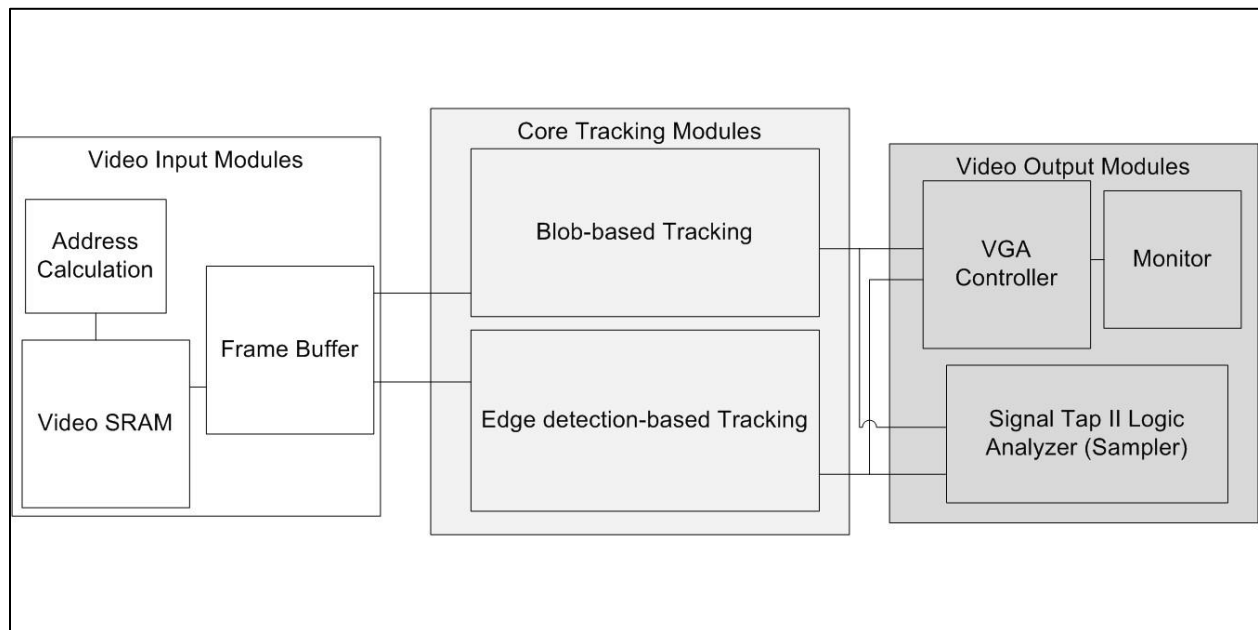 Video Input Modules
Address
Calculation
Video SRAM
Frame Buffer
Core Tracking Modules
Blob-based Tracking
Edge detection-based Tracking
Video Output Modules
VGA
Controller
Monitor
Signal Tap II Logic
Analyzer (Sampler)